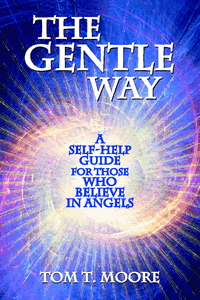 THE
GENTLE
WAY
A
SELF-HELP
GUIDE
FOR THOSE
WHO
BELIEVE
IN ANGELS
TOM T. MOORE